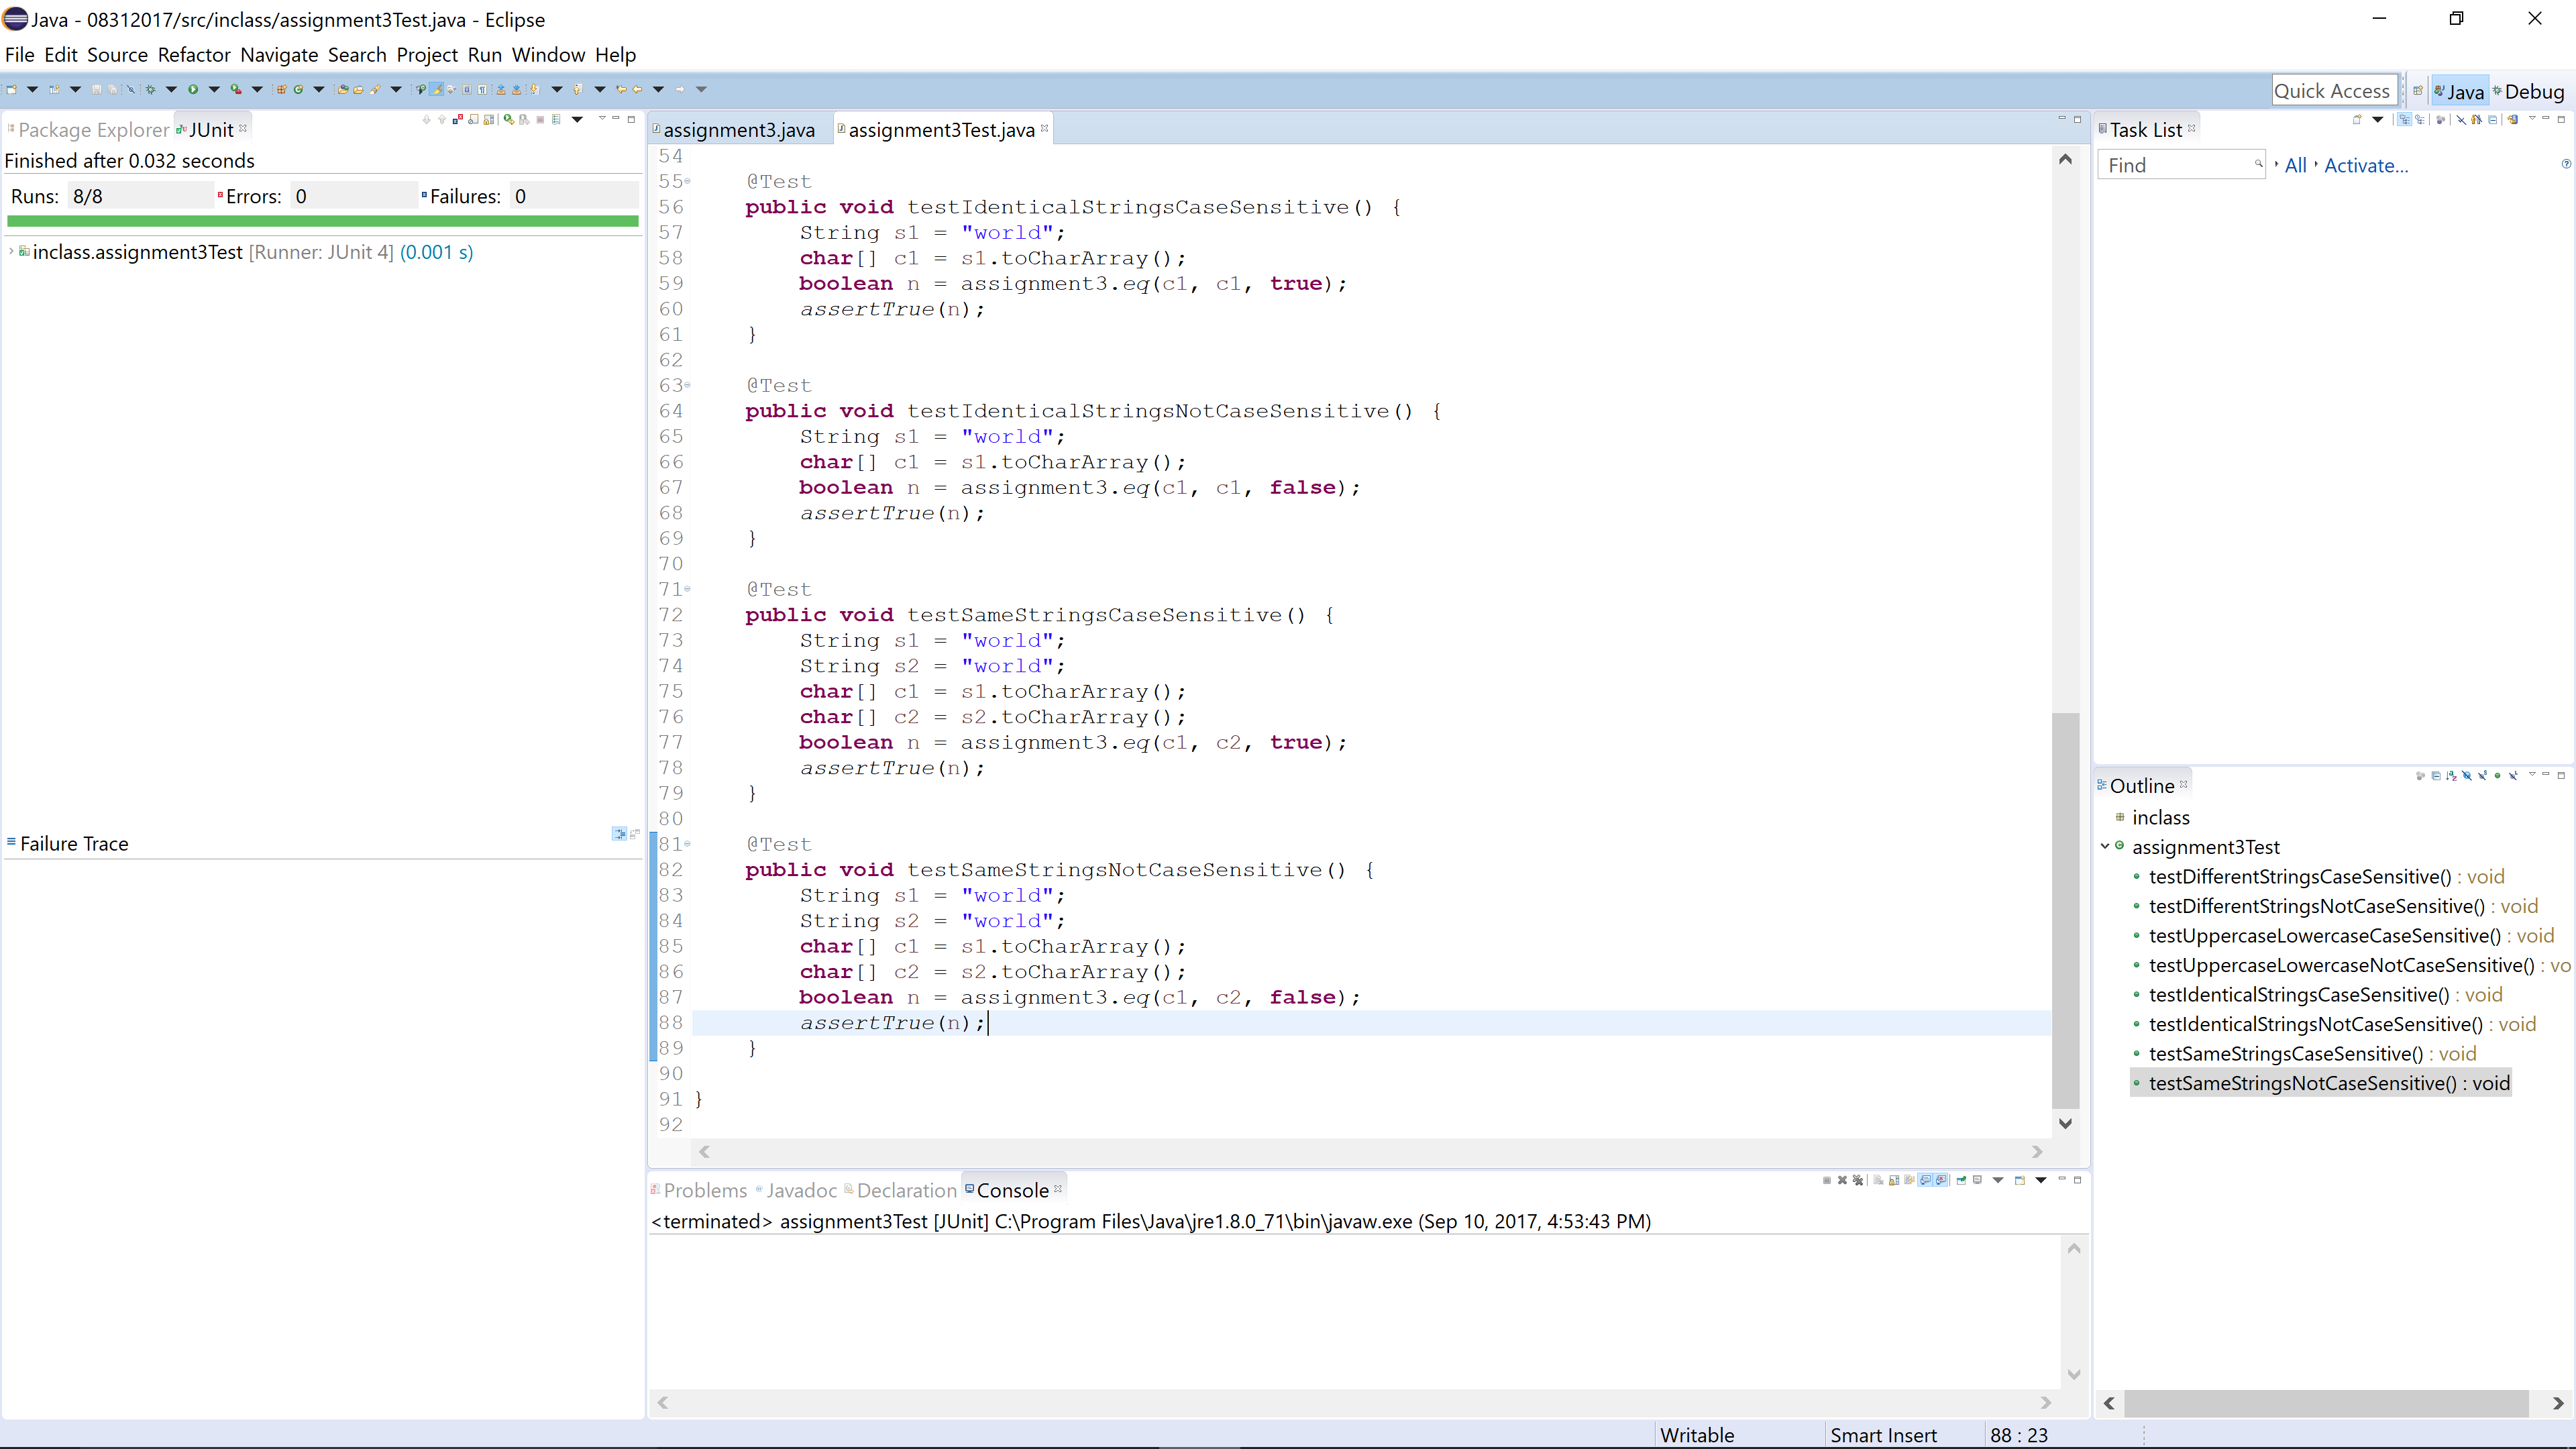 Java - 08312017/src/inclass/assignment3Test.java - Eclipse
File Edit Source Refactor Navigate Search Project Run Window Help
Quick Access Java Debug
Package Explorer JUnit
Finished after 0.032 seconds
Runs: 8/8 Errors: 0 Failures: 0
inclass.assignment3Test [Runner: JUnit 4] (0.001 s)
Failure Trace
assignment3.java assignment3Test.java
54
55 @Test
56 public void testIdenticalStringsCaseSensitive() {
57 String s1 = "world";
58 char[] c1 = s1.toCharArray();
59 boolean n = assignment3.eq(c1, c1, true);
60 assertTrue(n);
61 }
62
63 @Test
64 public void testIdenticalStringsNotCaseSensitive() {
65 String s1 = "world";
66 char[] c1 = s1.toCharArray();
67 boolean n = assignment3.eq(c1, c1, false);
68 assertTrue(n);
69 }
70
71 @Test
72 public void testSameStringsCaseSensitive() {
73 String s1 = "world";
74 String s2 = "world";
75 char[] c1 = s1.toCharArray();
76 char[] c2 = s2.toCharArray();
77 boolean n = assignment3.eq(c1, c2, true);
78 assertTrue(n);
79 }
80
81 @Test
82 public void testSameStringsNotCaseSensitive() {
83 String s1 = "world";
84 String s2 = "world";
85 char[] c1 = s1.toCharArray();
86 char[] c2 = s2.toCharArray();
87 boolean n = assignment3.eq(c1, c2, false);
88 assertTrue(n);
89 }
90
91 }
92
Problems Javadoc Declaration Console
<terminated> assignment3Test [JUnit] C:\Program Files\Java\jre1.8.0_71\bin\javaw.exe (Sep 10, 2017, 4:53:43 PM)
Task List
Find All Activate...
Outline
inclass
assignment3Test
testDifferentStringsCaseSensitive() : void
testDifferentStringsNotCaseSensitive() : void
testUppercaseLowercaseCaseSensitive() : void
testUppercaseLowercaseNotCaseSensitive() : vo
testIdenticalStringsCaseSensitive() : void
testIdenticalStringsNotCaseSensitive() : void
testSameStringsCaseSensitive() : void
testSameStringsNotCaseSensitive() : void
Writable Smart Insert 88 : 23